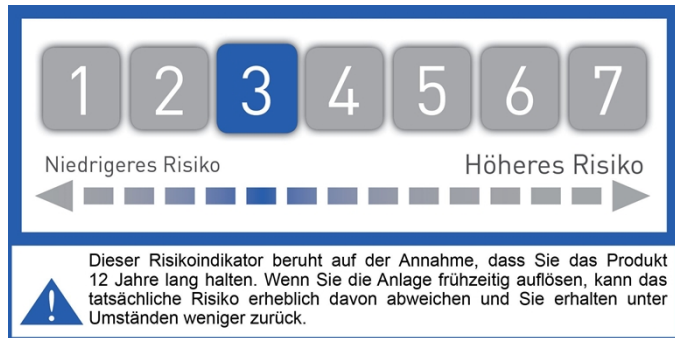 1 2 3 4 5 6 7
Niedrigeres Risiko Höheres Risiko
Dieser Risikoindikator beruht auf der Annahme, dass Sie das Produkt
12 Jahre lang halten. Wenn Sie die Anlage frühzeitig auflösen, kann das
tatsächliche Risiko erheblich davon abweichen und Sie erhalten unter
Umständen weniger zurück.